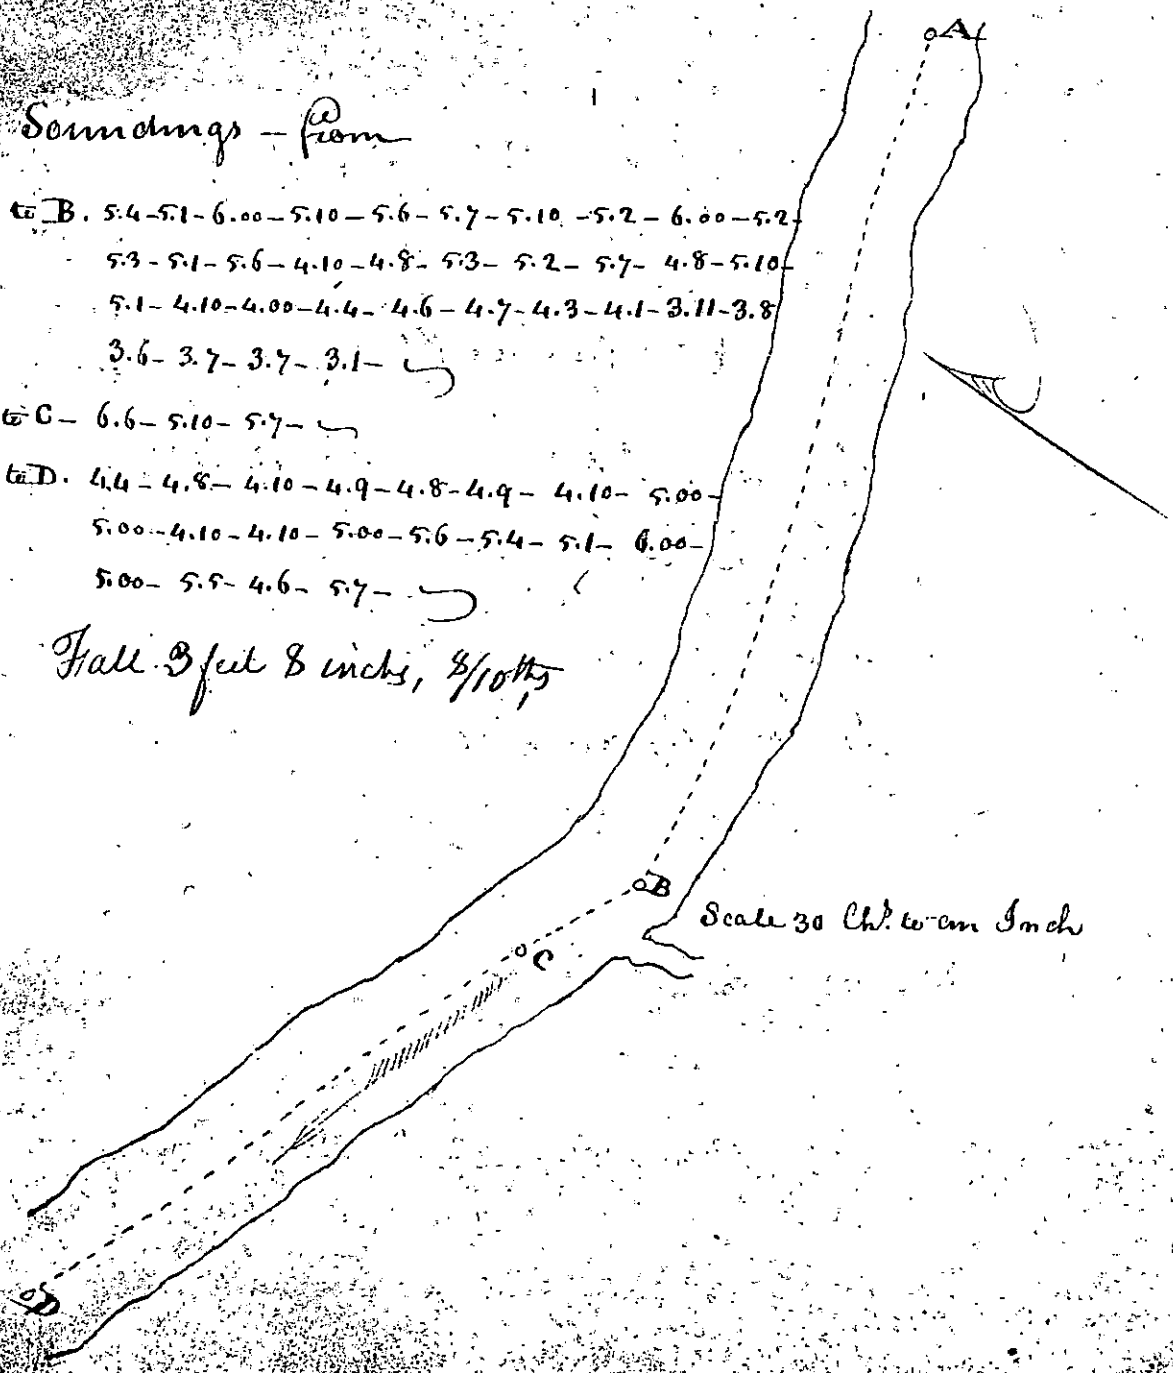 A
Soundings - from
to B. 5.4-5.1-6.00-5.10-5.6-5.7-5.10-5.2-6.00-5.2-
5.3-5.1-5.6-4.10-4.8-5.3-5.2-5.7-4.8-5.10-
5.1-4.10-4.00-4.4-4.6-4.7-4.3-4.1-3.11-3.8
3.6-3.7-3.7-3.1-
to C- 6.6-5.10-5.7-
to D. 4.4-4.8-4.10-4.9-4.8-4.9-4.10-5.00-
5.00-4.10-4.10-5.00-5.6-5.4-5.1-6.00-
5.00-5.5-4.6-5.7-
Fall 3 feet 8 inchs, 8/10ths
B
Scale 30 Chs. to an Inch
C
D